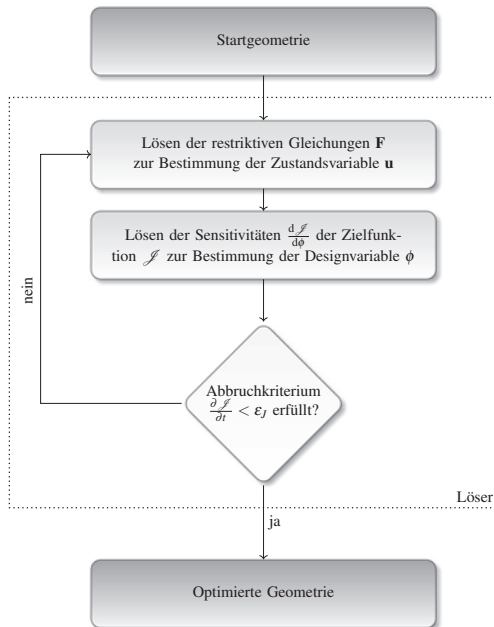 Startgeometrie
Lösen der restriktiven Gleichungen F
zur Bestimmung der Zustandsvariable u
Lösen der Sensitivitäten d𝒥/dϕ der Zielfunk-
tion 𝒥 zur Bestimmung der Designvariable ϕ
nein
Abbruchkriterium
∂𝒥/∂t < ε_J erfüllt?
Löser
ja
Optimierte Geometrie